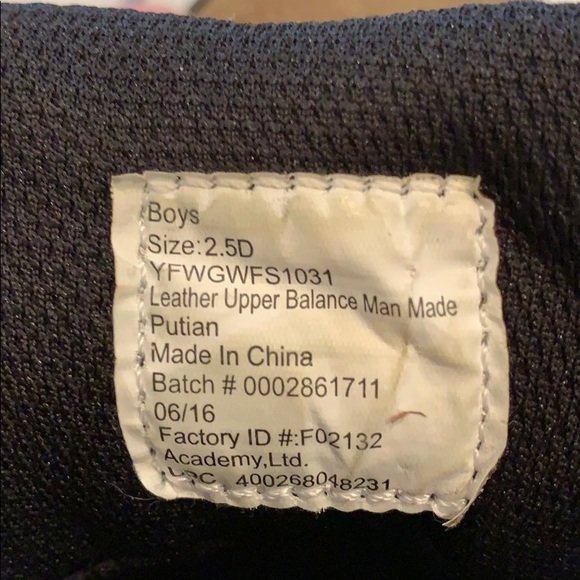 Boys
Size:2.5D
YFWGWFS1031
Leather Upper Balance Man Made
Putian
Made In China
Batch # 0002861711
06/16
Factory ID #:F02132
Academy,Ltd.
UPC 400268048231